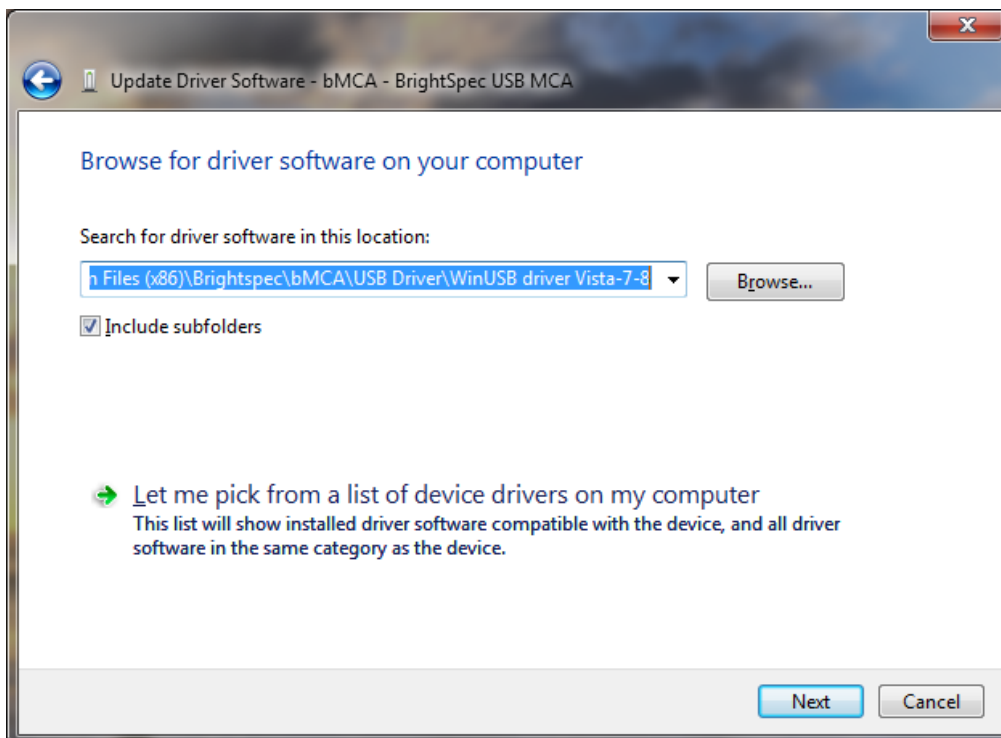 Update Driver Software - bMCA - BrightSpec USB MCA
Browse for driver software on your computer
Search for driver software in this location:
n Files (x86)\Brightspec\bMCA\USB Driver\WinUSB driver Vista-7-8
Browse...
Include subfolders
Let me pick from a list of device drivers on my computer
This list will show installed driver software compatible with the device, and all driver
software in the same category as the device.
Next
Cancel